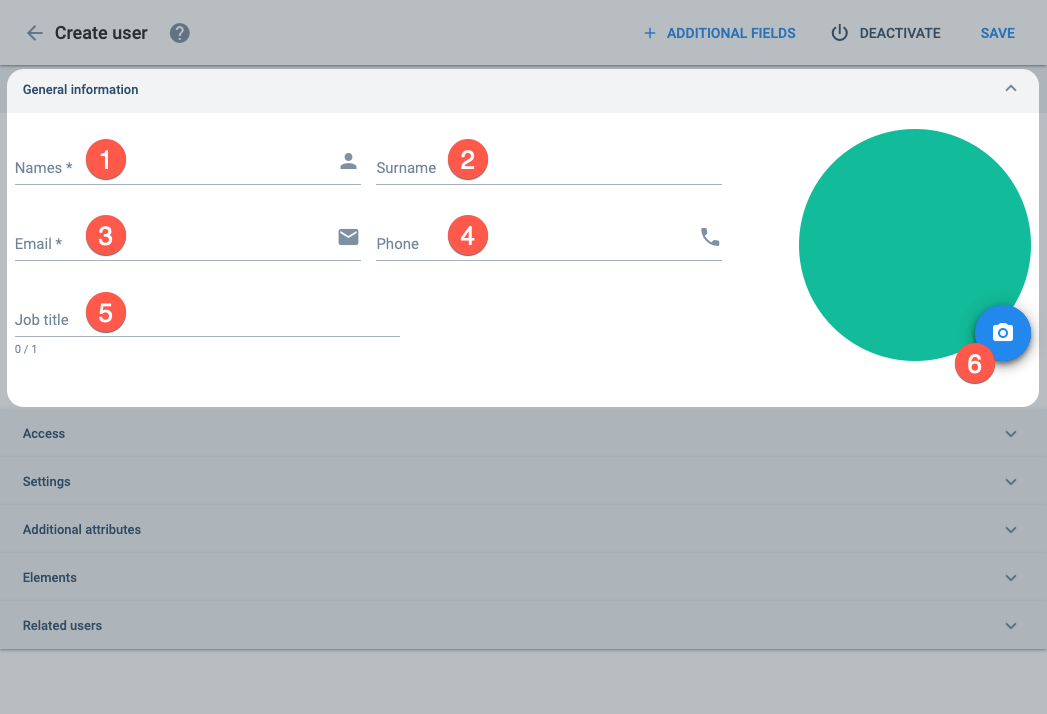 Create user ?
+ ADDITIONAL FIELDS DEACTIVATE SAVE
General information
Names * 1 Surname 2
Email * 3 Phone 4
Job title 5
0 / 1
6
Access
Settings
Additional attributes
Elements
Related users